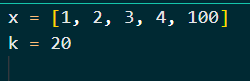 x = [1, 2, 3, 4, 100]
k = 20